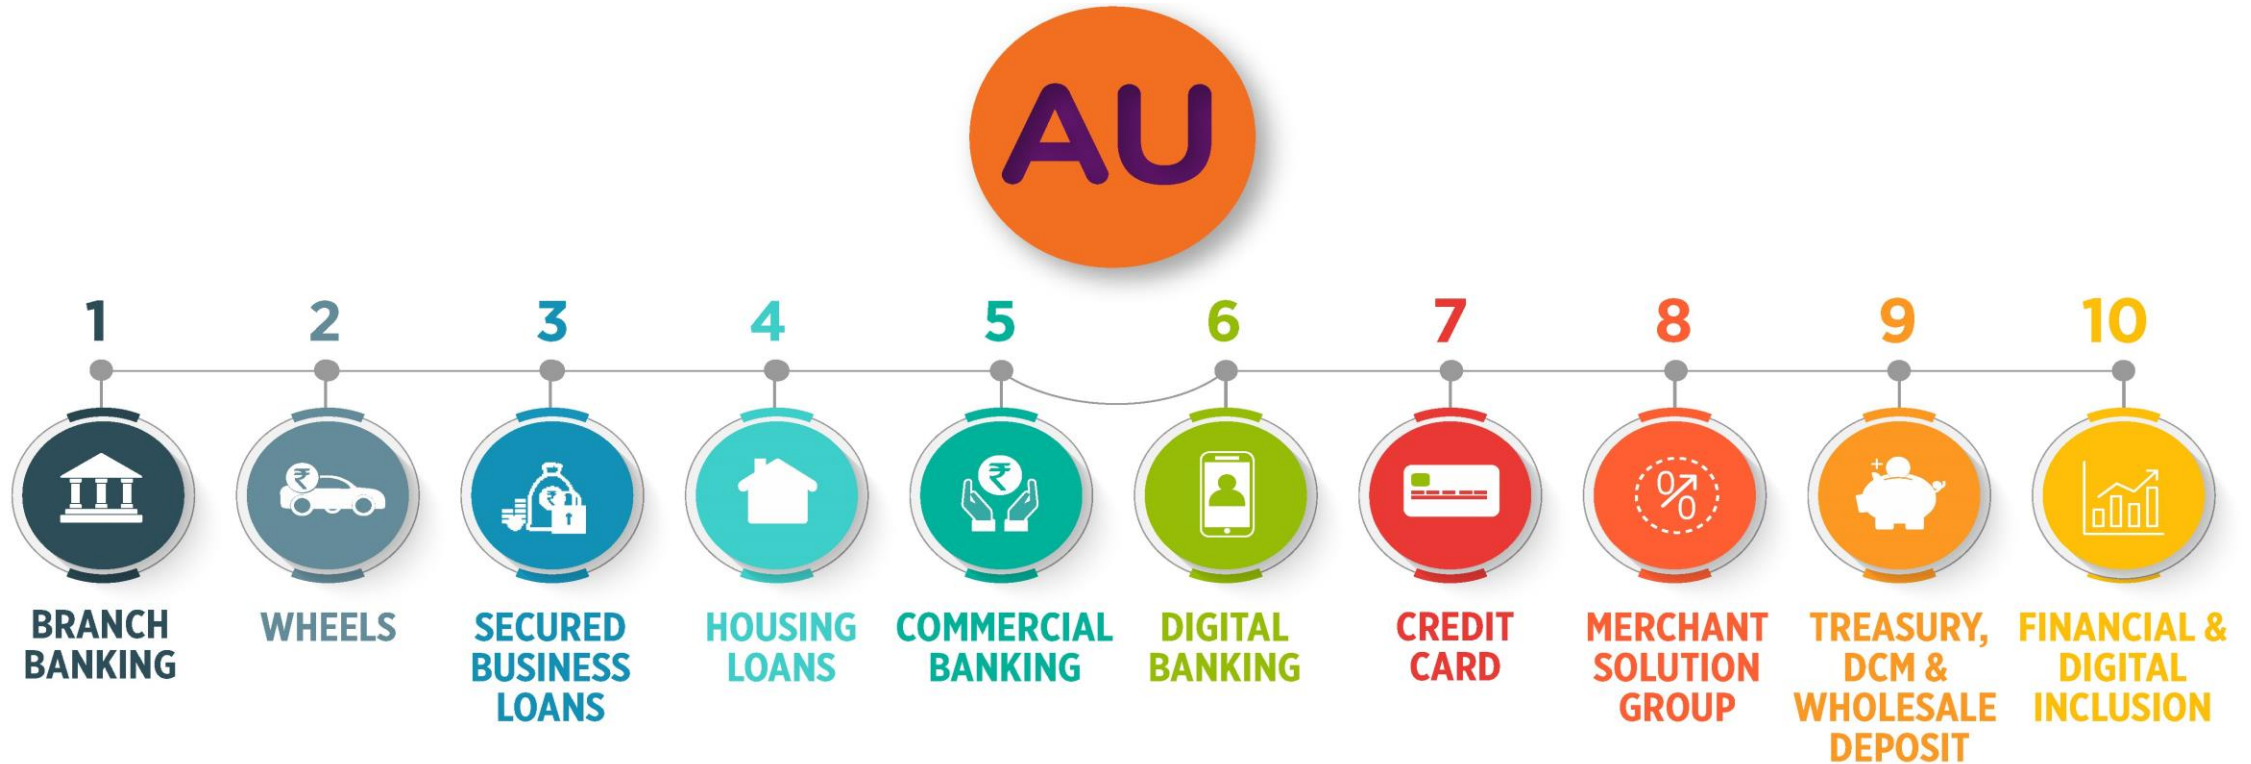 AU
1
2
3
4
5
6
7
8
9
10
BRANCH
BANKING
WHEELS
SECURED
BUSINESS
LOANS
HOUSING
LOANS
COMMERCIAL
BANKING
DIGITAL
BANKING
CREDIT
CARD
MERCHANT
SOLUTION
GROUP
TREASURY,
DCM &
WHOLESALE
DEPOSIT
FINANCIAL &
DIGITAL
INCLUSION